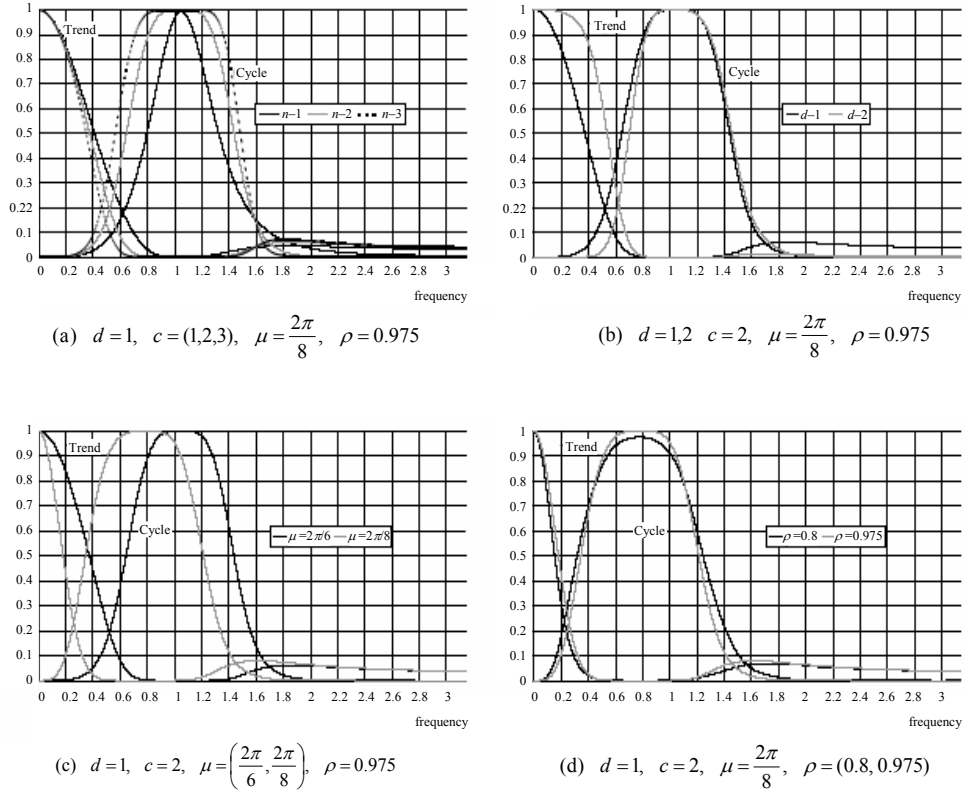 1
0.9
0.8
0.7
0.6
0.5
0.4
0.3
0.22
0.1
0
Trend
Cycle
n–1 n–2 n–3
0 0.2 0.4 0.6 0.8 1 1.2 1.4 1.6 1.8 2 2.2 2.4 2.6 2.8 3
frequency
(a) d = 1, c = (1,2,3), μ = 2π/8, ρ = 0.975
1
0.9
0.8
0.7
0.6
0.5
0.4
0.3
0.22
0.1
0
Trend
Cycle
d–1 d–2
0 0.2 0.4 0.6 0.8 1 1.2 1.4 1.6 1.8 2 2.2 2.4 2.6 2.8 3
frequency
(b) d = 1,2 c = 2, μ = 2π/8, ρ = 0.975
1
0.9
0.8
0.7
0.6
0.5
0.4
0.3
0.2
0.1
0
Trend
Cycle
μ=2π/6 μ=2π/8
0 0.2 0.4 0.6 0.8 1 1.2 1.4 1.6 1.8 2 2.2 2.4 2.6 2.8 3
frequency
(c) d = 1, c = 2, μ = (2π/6, 2π/8), ρ = 0.975
1
0.9
0.8
0.7
0.6
0.5
0.4
0.3
0.2
0.1
0
Trend
Cycle
ρ=0.8 ρ=0.975
0 0.2 0.4 0.6 0.8 1 1.2 1.4 1.6 1.8 2 2.2 2.4 2.6 2.8 3
frequency
(d) d = 1, c = 2, μ = 2π/8, ρ = (0.8, 0.975)